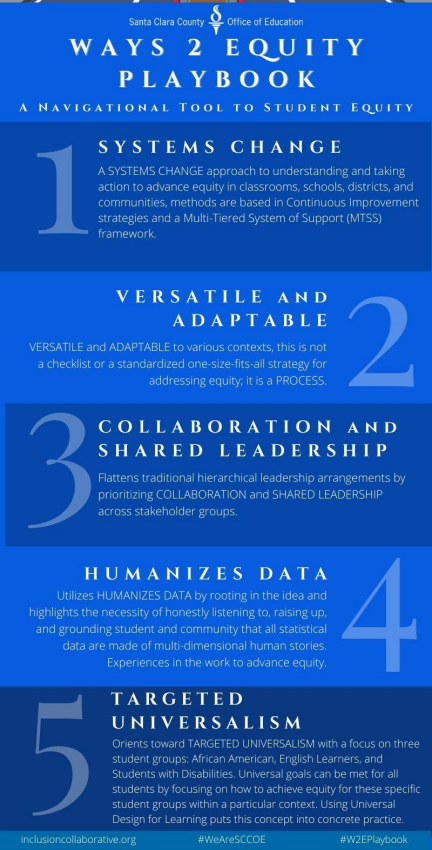 Santa Clara County Office of Education
WAYS 2 EQUITY
PLAYBOOK
A NAVIGATIONAL TOOL TO STUDENT EQUITY
1
SYSTEMS CHANGE
A SYSTEMS CHANGE approach to understanding and taking
action to advance equity in classrooms, schools, districts, and
communities, methods are based in Continuous Improvement
strategies and a Multi-Tiered System of Support (MTSS)
framework.
2
VERSATILE AND
ADAPTABLE
VERSATILE and ADAPTABLE to various contexts, this is not
a checklist or a standardized one-size-fits-all strategy for
addressing equity; it is a PROCESS.
3
COLLABORATION AND
SHARED LEADERSHIP
Flattens traditional hierarchical leadership arrangements by
prioritizing COLLABORATION and SHARED LEADERSHIP
across stakeholder groups.
4
HUMANIZES DATA
Utilizes HUMANIZES DATA by rooting in the idea and
highlights the necessity of honestly listening to, raising up,
and grounding student and community that all statistical
data are made of multi-dimensional human stories.
Experiences in the work to advance equity.
5
TARGETED
UNIVERSALISM
Orients toward TARGETED UNIVERSALISM with a focus on three
student groups: African American, English Learners, and
Students with Disabilities. Universal goals can be met for all
students by focusing on how to achieve equity for these specific
student groups within a particular context. Using Universal
Design for Learning puts this concept into concrete practice.
inclusioncollaborative.org #WeAreSCCOE #W2EPlaybook